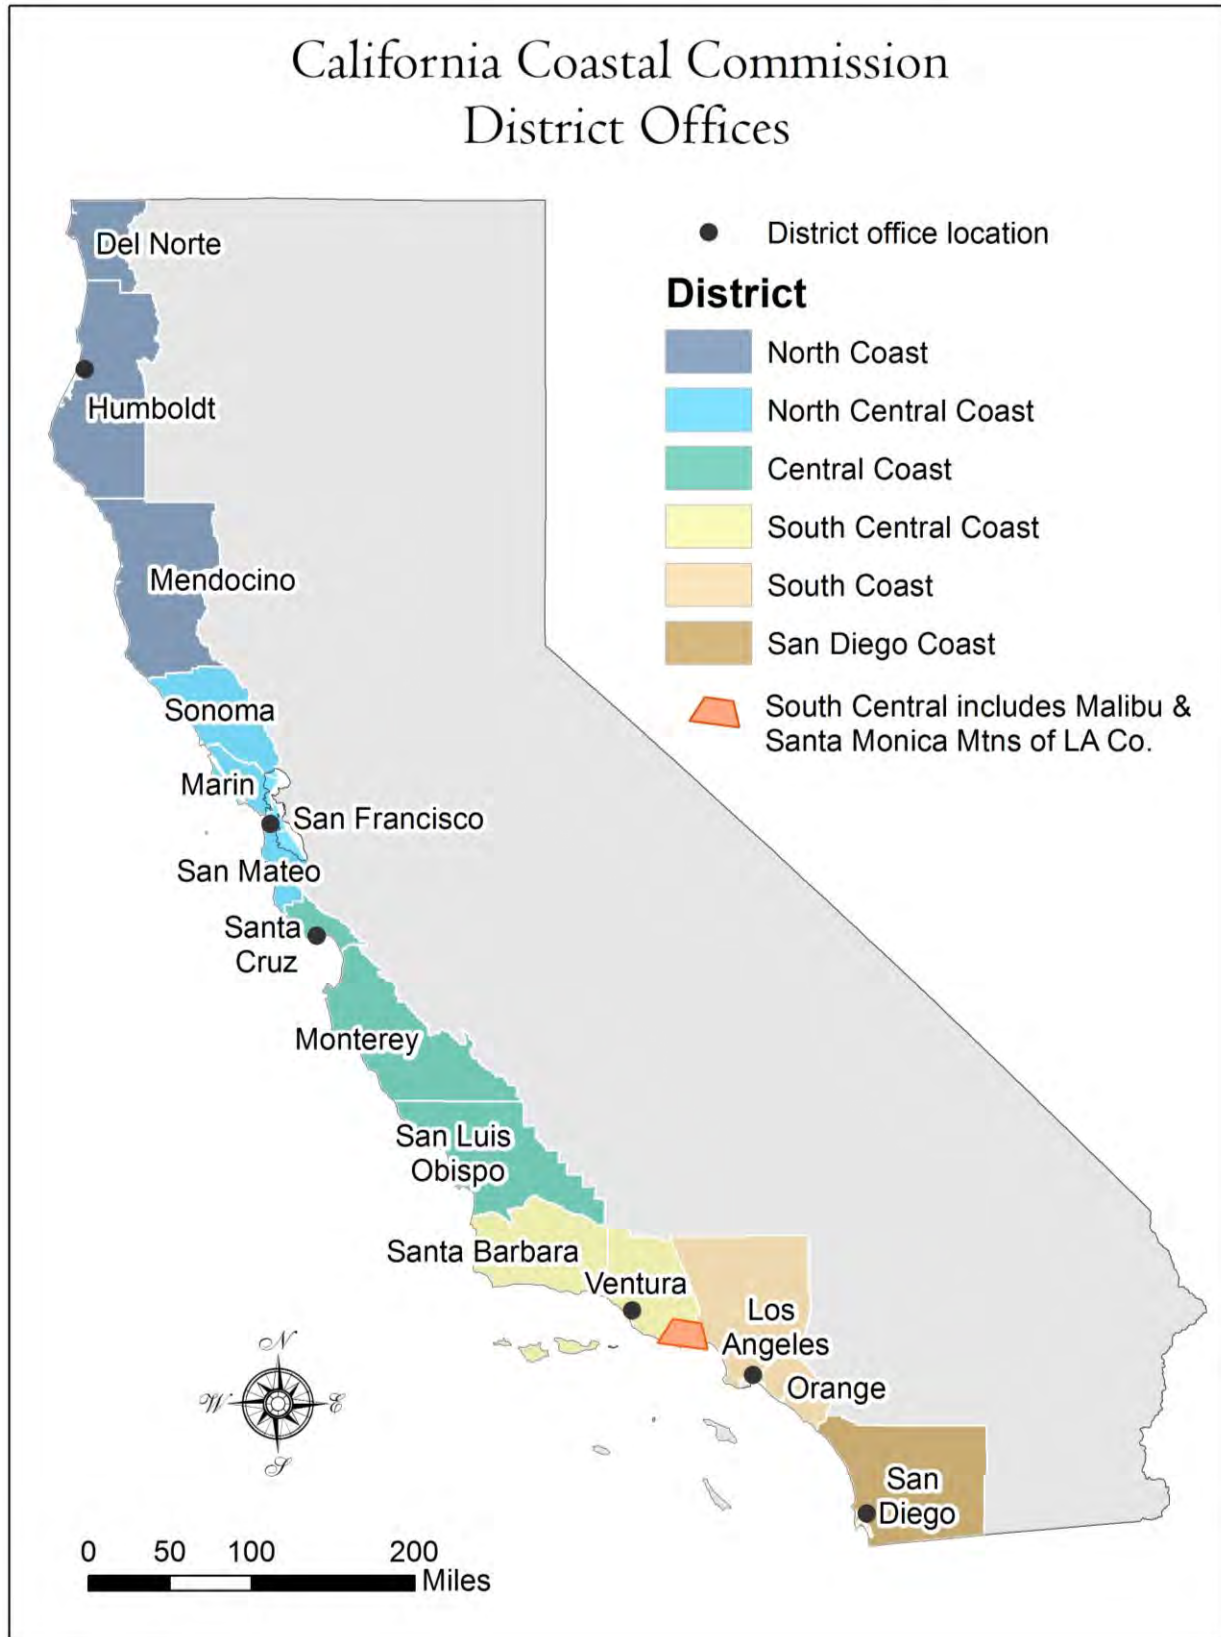 California Coastal Commission
District Offices
District office location
District
North Coast
North Central Coast
Central Coast
South Central Coast
South Coast
San Diego Coast
South Central includes Malibu &
Santa Monica Mtns of LA Co.
Del Norte
Humboldt
Mendocino
Sonoma
Marin
San Francisco
San Mateo
Santa
Cruz
Monterey
San Luis
Obispo
Santa Barbara
Ventura
Los
Angeles
Orange
San
Diego
N
W E
S
0 50 100 200
Miles